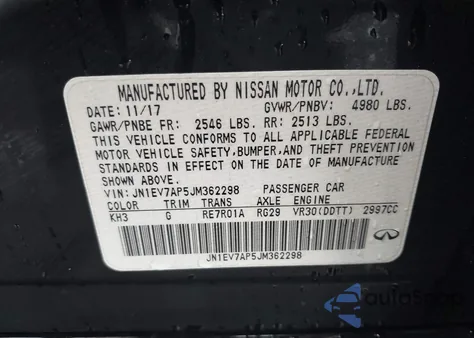 MANUFACTURED BY NISSAN MOTOR CO.,LTD.
DATE: 11/17 GVWR/PNBV: 4980 LBS.
GAWR/PNBE FR: 2546 LBS. RR: 2513 LBS.
THIS VEHICLE CONFORMS TO ALL APPLICABLE FEDERAL
MOTOR VEHICLE SAFETY, BUMPER, AND THEFT PREVENTION
STANDARDS IN EFFECT ON THE DATE OF MANUFACTURE
SHOWN ABOVE.
VIN: JN1EV7AP5JM362298 PASSENGER CAR
COLOR TRIM TRANS AXLE ENGINE
KH3 G RE7R01A RG29 VR30(DDTT) 2997CC
JN1EV7AP5JM362298
autoSnap